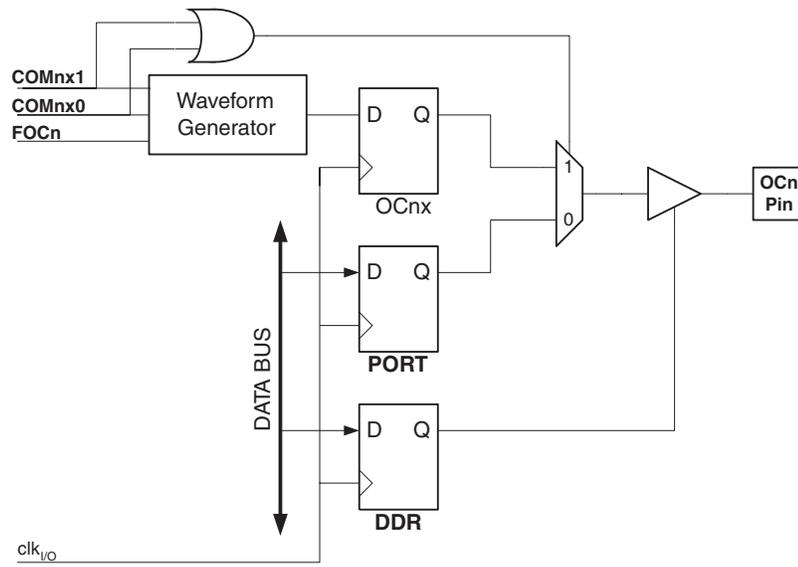 COMnx1
COMnx0
FOCn
Waveform
Generator
D Q
OCnx
1
0
OCn
Pin
D Q
PORT
DATA BUS
D Q
DDR
clkI/O